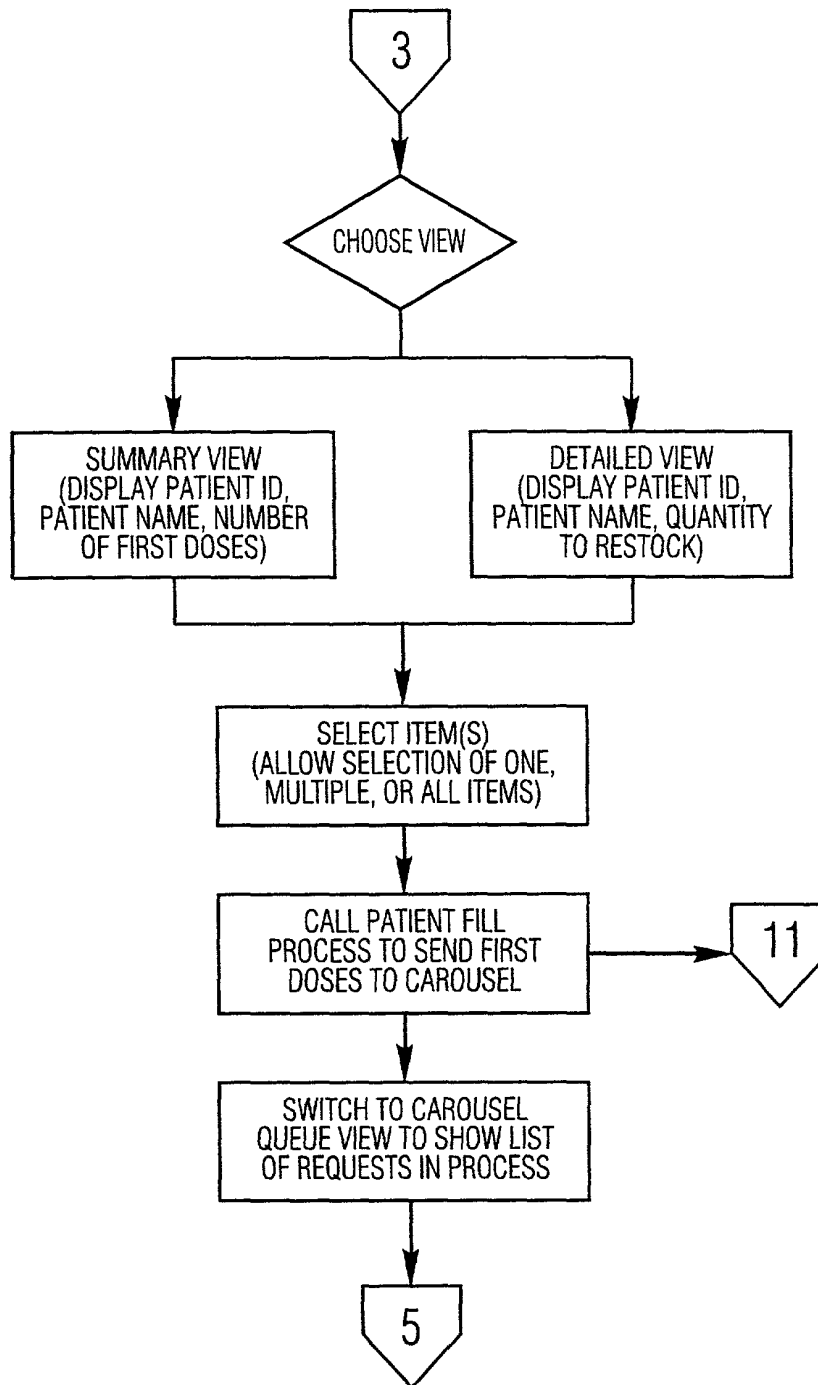 3
CHOOSE VIEW
SUMMARY VIEW
(DISPLAY PATIENT ID,
PATIENT NAME, NUMBER
OF FIRST DOSES)
DETAILED VIEW
(DISPLAY PATIENT ID,
PATIENT NAME, QUANTITY
TO RESTOCK)
SELECT ITEM(S)
(ALLOW SELECTION OF ONE,
MULTIPLE, OR ALL ITEMS)
CALL PATIENT FILL
PROCESS TO SEND FIRST
DOSES TO CAROUSEL
11
SWITCH TO CAROUSEL
QUEUE VIEW TO SHOW LIST
OF REQUESTS IN PROCESS
5